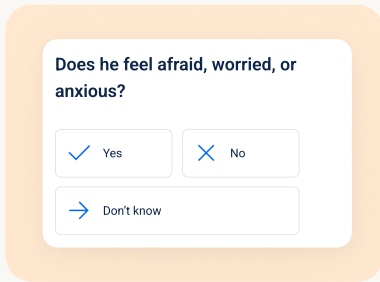 Does he feel afraid, worried, or
anxious?
Yes
No
Don't know